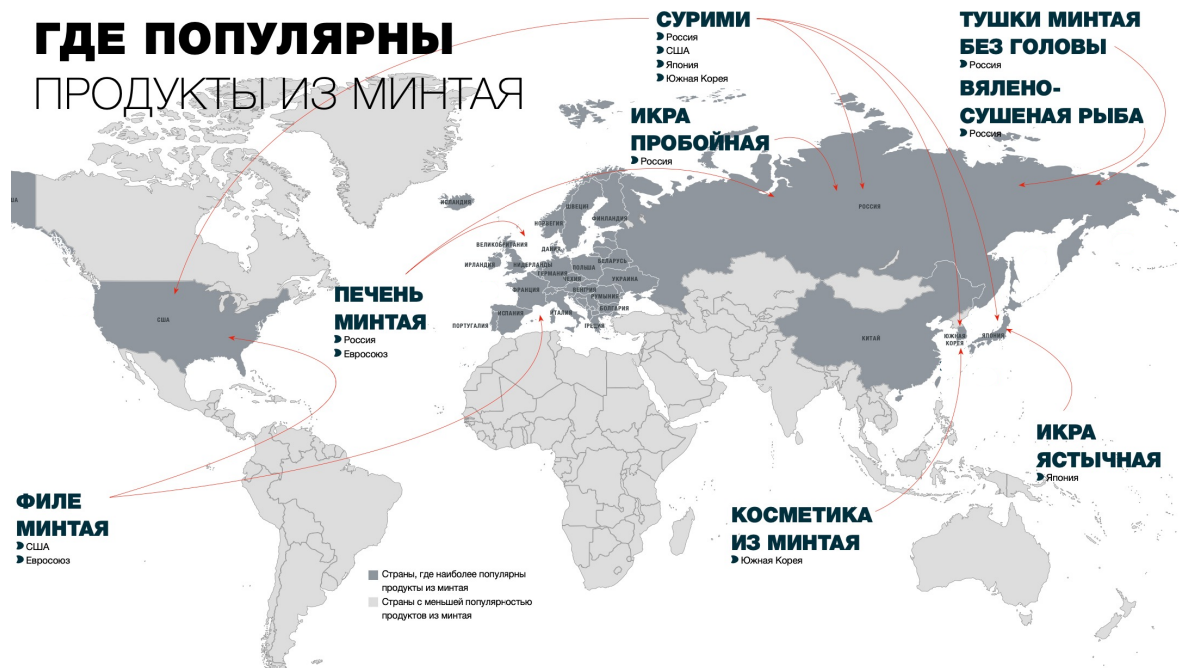 ГДЕ ПОПУЛЯРНЫ
ПРОДУКТЫ ИЗ МИНТАЯ
СУРИМИ
Россия
США
Япония
Южная Корея
ТУШКИ МИНТАЯ
БЕЗ ГОЛОВЫ
Россия
ВЯЛЕНО-
СУШЕНАЯ РЫБА
Россия
ИКРА
ПРОБОЙНАЯ
Россия
ПЕЧЕНЬ
МИНТАЯ
Россия
Евросоюз
ФИЛЕ
МИНТАЯ
США
Евросоюз
КОСМЕТИКА
ИЗ МИНТАЯ
Южная Корея
ИКРА
ЯСТЫЧНАЯ
Япония
ИСЛАНДИЯ
ШВЕЦИЯ
НОРВЕГИЯ
ФИНЛЯНДИЯ
РОССИЯ
ВЕЛИКОБРИТАНИЯ
ДАНИЯ
ИРЛАНДИЯ
НИДЕРЛАНДЫ
БЕЛАРУСЬ
ПОЛЬША
ГЕРМАНИЯ
ЧЕХИЯ
УКРАИНА
ФРАНЦИЯ
ВЕНГРИЯ
РУМЫНИЯ
БОЛГАРИЯ
ИСПАНИЯ
ИТАЛИЯ
ПОРТУГАЛИЯ
ГРЕЦИЯ
США
КИТАЙ
ЮЖНАЯ
КОРЕЯ
ЯПОНИЯ
Страны, где наиболее популярны
продукты из минтая
Страны с меньшей популярностью
продуктов из минтая